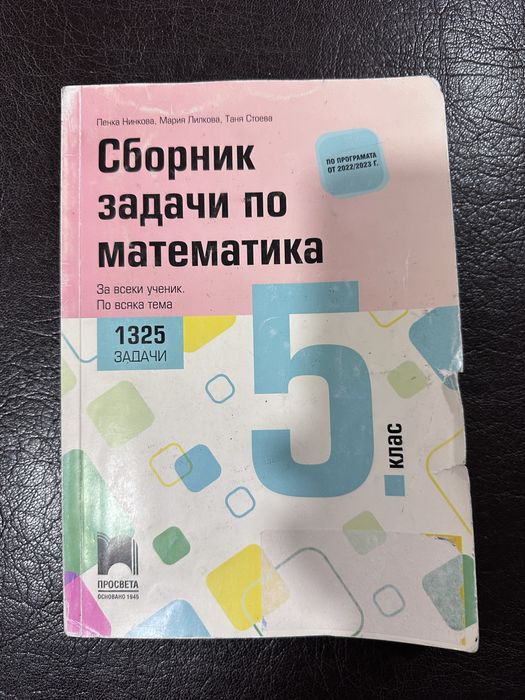 Пенка Нинкова, Мария Лилкова, Таня Стоева
Сборник
задачи по
математика
ПО ПРОГРАМАТА
ОТ 2022/2023 Г.
За всеки ученик.
По всяка тема
1325
ЗАДАЧИ
5.
клас
ПРОСВЕТА
ОСНОВАНО 1945